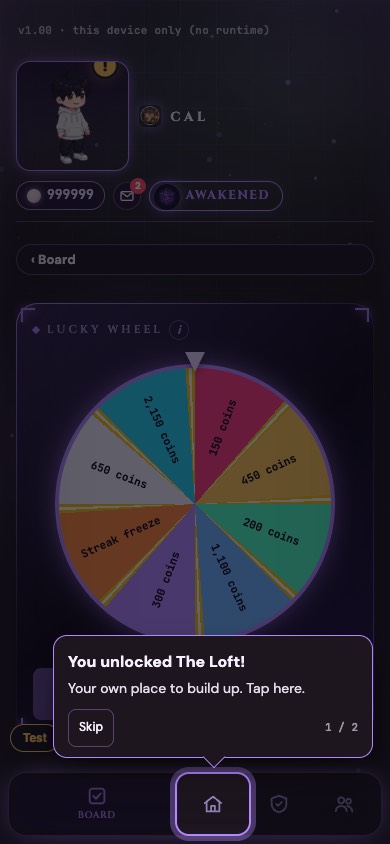 v1.00 · this device only (no runtime)
!
CAL
999999
2
AWAKENED
‹ Board
LUCKY WHEEL i
2,150 coins
150 coins
650 coins
450 coins
Streak freeze
200 coins
300 coins
1,100 coins
You unlocked The Loft!
Your own place to build up. Tap here.
Skip
1 / 2
Test
BOARD